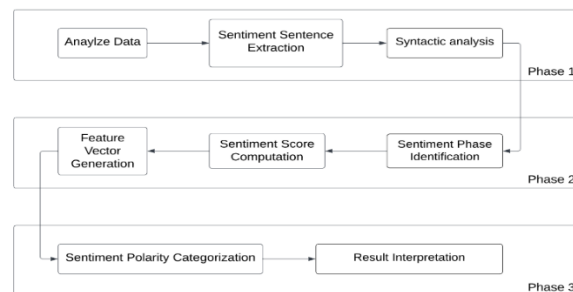 Anaylze Data
Sentiment Sentence
Extraction
Syntactic analysis
Phase 1
Feature
Vector
Generation
Sentiment Score
Computation
Sentiment Phase
Identification
Phase 2
Sentiment Polarity Categorization
Result Interpretation
Phase 3